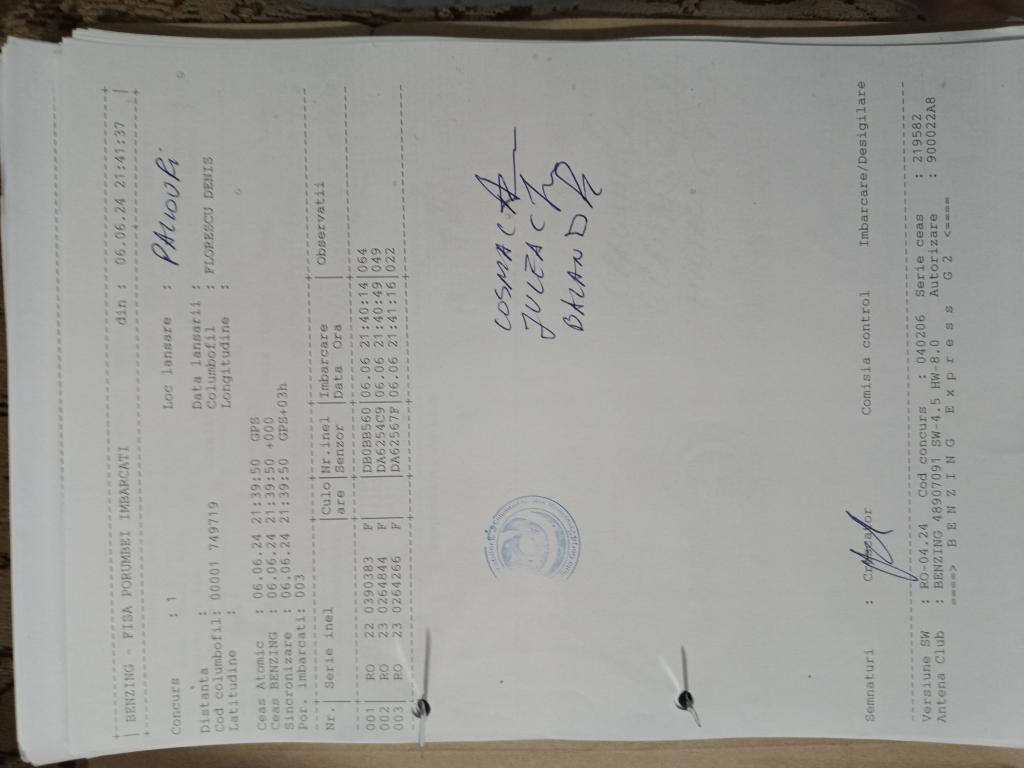 BENZING - FISA PORUMBEI IMBARCATI din : 06.06.24 21:41:37
Concurs : 1 Loc lansare : PALIOURI
Distanta : Data lansarii :
Cod columbofil: 00001 749719 Columbofil : FLORESCU DENIS
Latitudine : Longitudine :
Ceas Atomic : 06.06.24 21:39:50 GPS
Ceas BENZING : 06.06.24 21:39:50 +000
Sincronizare : 06.06.24 21:39:50 GPS+03h
Por. imbarcati: 003
Nr. | Serie inel | Culo | Nr.inel | Imbarcare | Observatii
are | Senzor | Data Ora
001 | RO 22 0390383 F | | DB0BB560 | 06.06 21:40:14 | 064
002 | RO 23 0264844 F | | DA6254C9 | 06.06 21:40:49 | 049
003 | RO 23 0264266 F | | DA62567F | 06.06 21:41:16 | 022
COSMA C
JULEA C
BALAN D
Semnaturi : Crescator Comisia control Imbarcare/Desigilare
Versiune SW : RO-04.24 Cod concurs : 040206 Serie ceas : 219582
Antena Club : BENZING 48907091 SW-4.5 HW-8.0 Autorizare : 900022A8
====> B E N Z I N G E x p r e s s G 2 <====